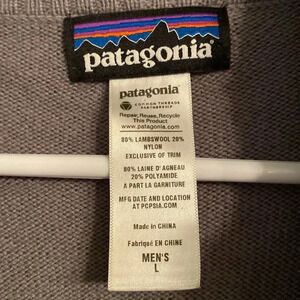 patagonia
patagonia
COMMON THREADS
PARTNERSHIP
Repair, Reuse, Recycle
This Product
www.patagonia.com
80% LAMBSWOOL 20%
NYLON
EXCLUSIVE OF TRIM
80% LAINE D'AGNEAU
20% POLYAMIDE
A PART LA GARNITURE
MFG DATE AND LOCATION
AT PCPSIA.COM
Made in CHINA
Fabriqué EN CHINE
MEN'S
L